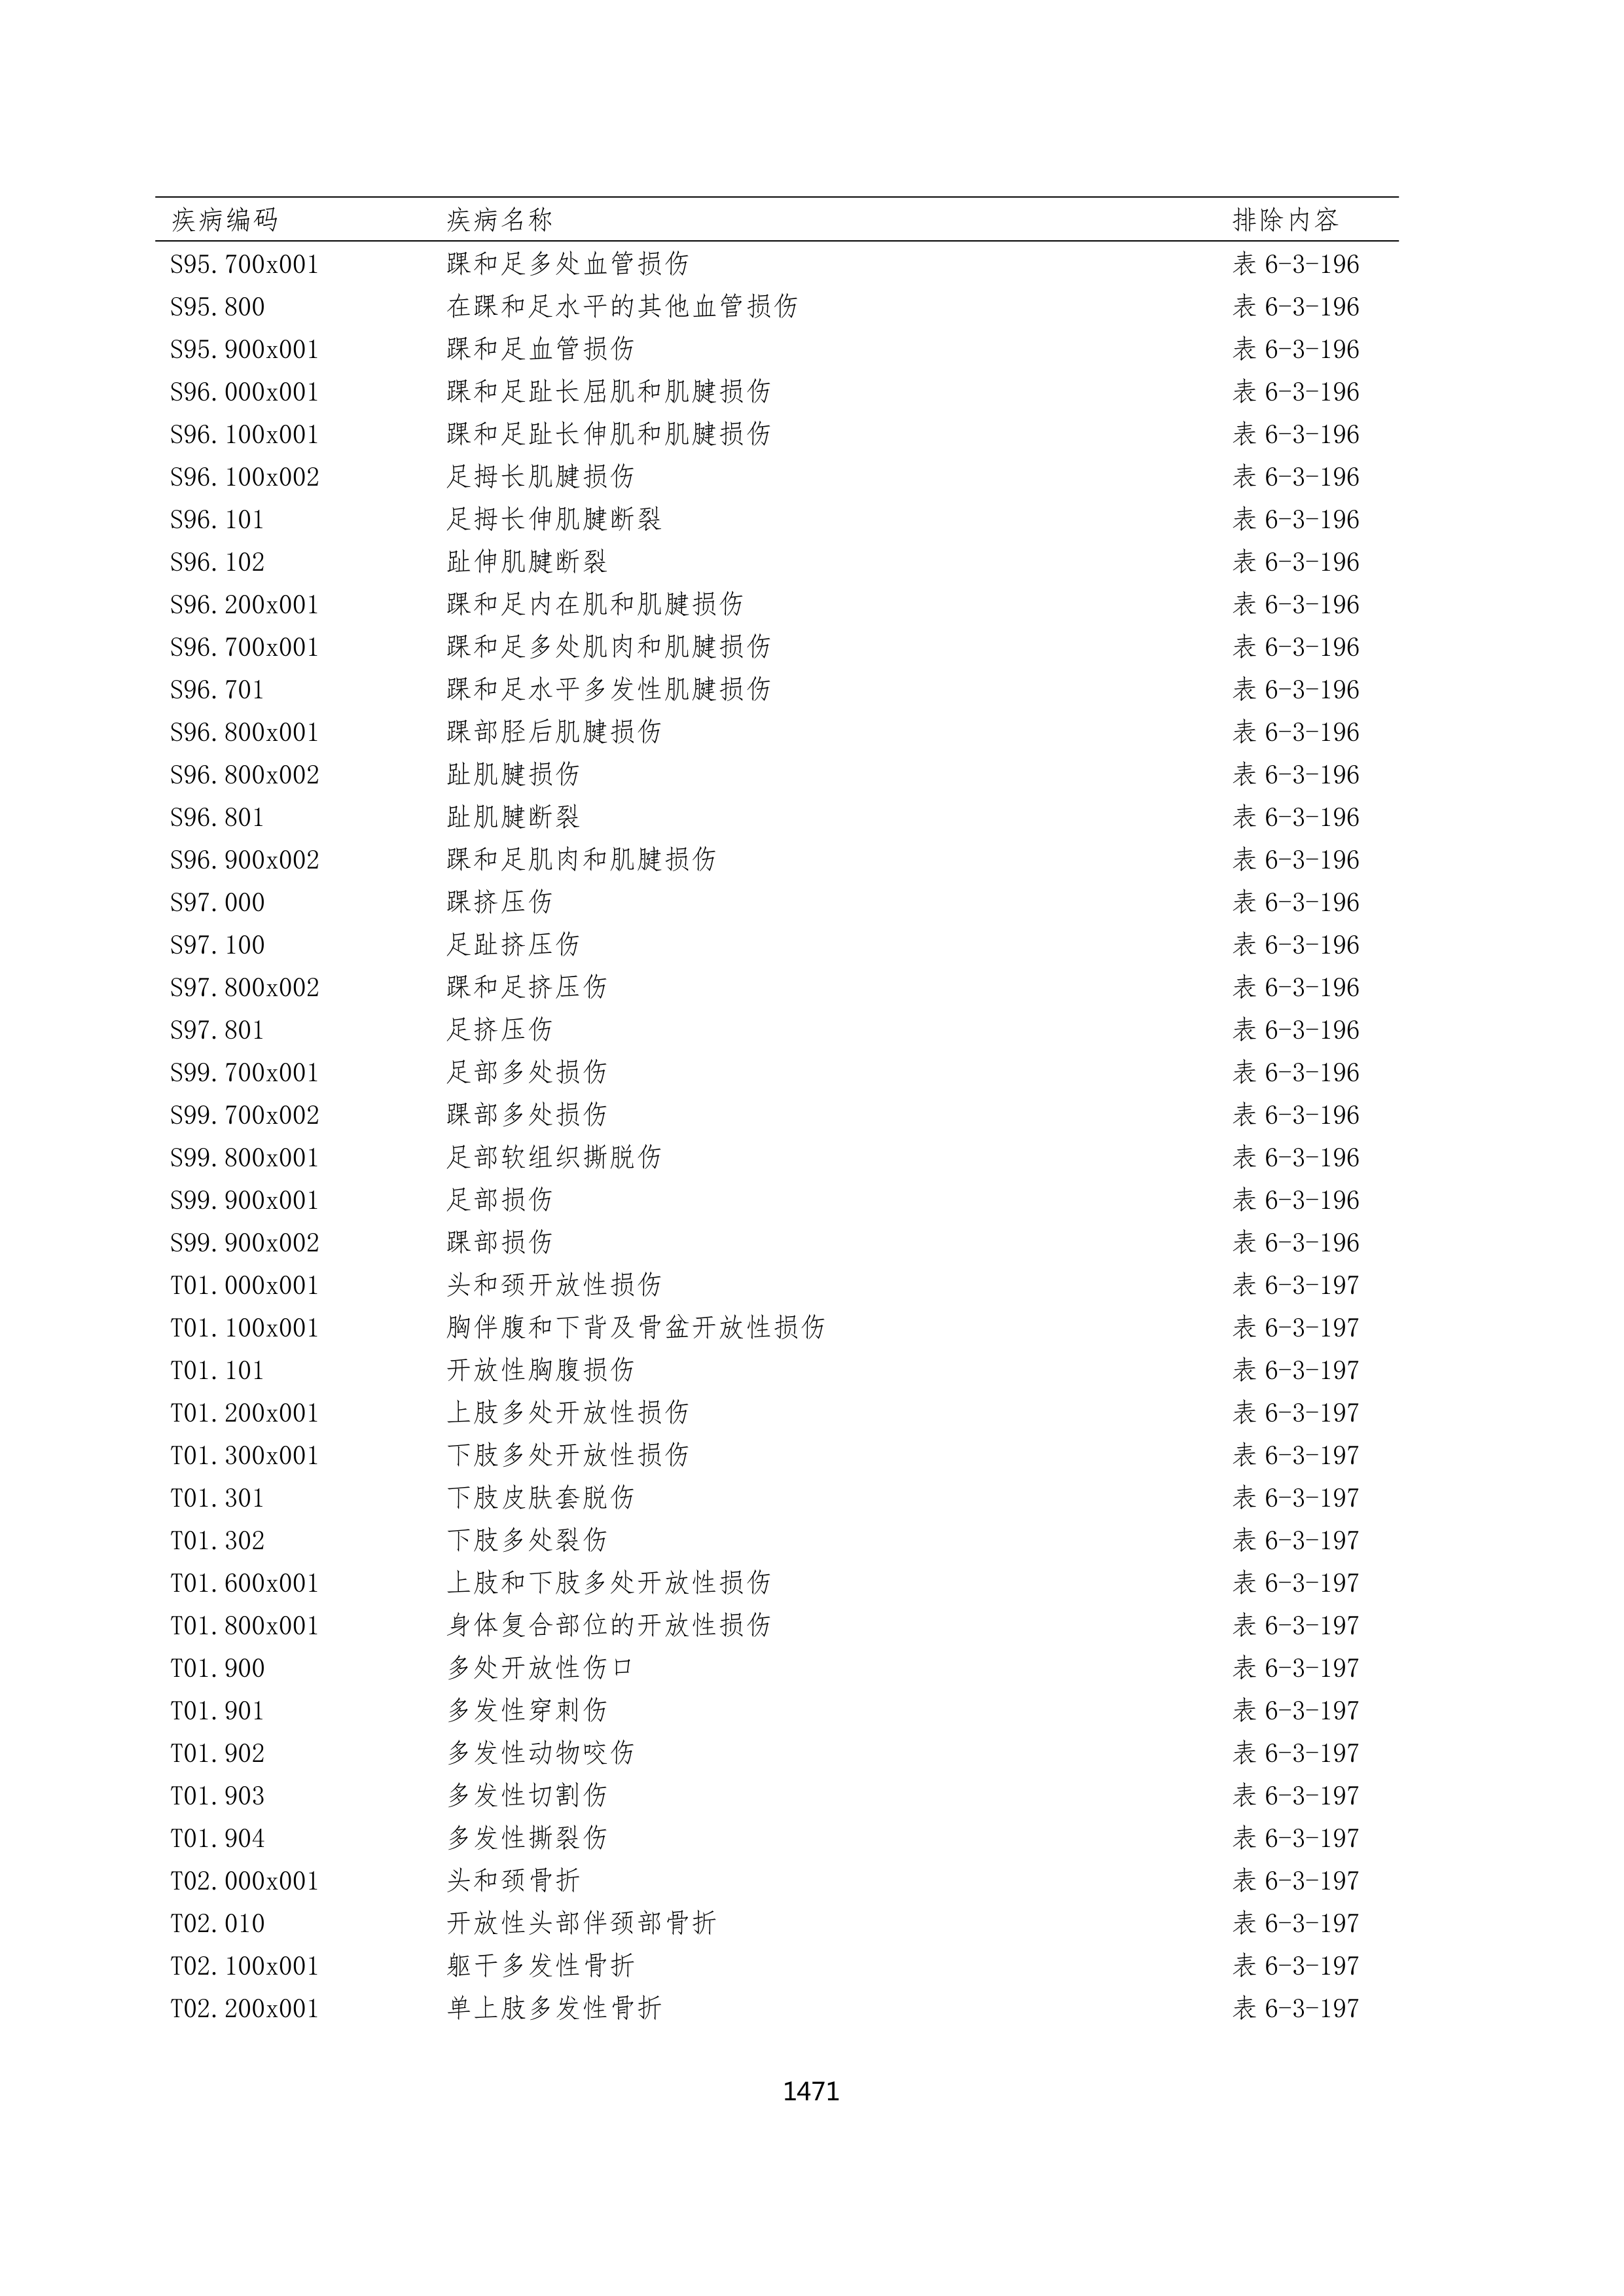 疾病编码 疾病名称 排除内容
S95.700x001 踝和足多处血管损伤 表 6-3-196
S95.800 在踝和足水平的其他血管损伤 表 6-3-196
S95.900x001 踝和足血管损伤 表 6-3-196
S96.000x001 踝和足趾长屈肌和肌腱损伤 表 6-3-196
S96.100x001 踝和足趾长伸肌和肌腱损伤 表 6-3-196
S96.100x002 足拇长肌腱损伤 表 6-3-196
S96.101 足拇长伸肌腱断裂 表 6-3-196
S96.102 趾伸肌腱断裂 表 6-3-196
S96.200x001 踝和足内在肌和肌腱损伤 表 6-3-196
S96.700x001 踝和足多处肌肉和肌腱损伤 表 6-3-196
S96.701 踝和足水平多发性肌腱损伤 表 6-3-196
S96.800x001 踝部胫后肌腱损伤 表 6-3-196
S96.800x002 趾肌腱损伤 表 6-3-196
S96.801 趾肌腱断裂 表 6-3-196
S96.900x002 踝和足肌肉和肌腱损伤 表 6-3-196
S97.000 踝挤压伤 表 6-3-196
S97.100 足趾挤压伤 表 6-3-196
S97.800x002 踝和足挤压伤 表 6-3-196
S97.801 足挤压伤 表 6-3-196
S99.700x001 足部多处损伤 表 6-3-196
S99.700x002 踝部多处损伤 表 6-3-196
S99.800x001 足部软组织撕脱伤 表 6-3-196
S99.900x001 足部损伤 表 6-3-196
S99.900x002 踝部损伤 表 6-3-196
T01.000x001 头和颈开放性损伤 表 6-3-197
T01.100x001 胸伴腹和下背及骨盆开放性损伤 表 6-3-197
T01.101 开放性胸腹损伤 表 6-3-197
T01.200x001 上肢多处开放性损伤 表 6-3-197
T01.300x001 下肢多处开放性损伤 表 6-3-197
T01.301 下肢皮肤套脱伤 表 6-3-197
T01.302 下肢多处裂伤 表 6-3-197
T01.600x001 上肢和下肢多处开放性损伤 表 6-3-197
T01.800x001 身体复合部位的开放性损伤 表 6-3-197
T01.900 多处开放性伤口 表 6-3-197
T01.901 多发性穿刺伤 表 6-3-197
T01.902 多发性动物咬伤 表 6-3-197
T01.903 多发性切割伤 表 6-3-197
T01.904 多发性撕裂伤 表 6-3-197
T02.000x001 头和颈骨折 表 6-3-197
T02.010 开放性头部伴颈部骨折 表 6-3-197
T02.100x001 躯干多发性骨折 表 6-3-197
T02.200x001 单上肢多发性骨折 表 6-3-197
1471